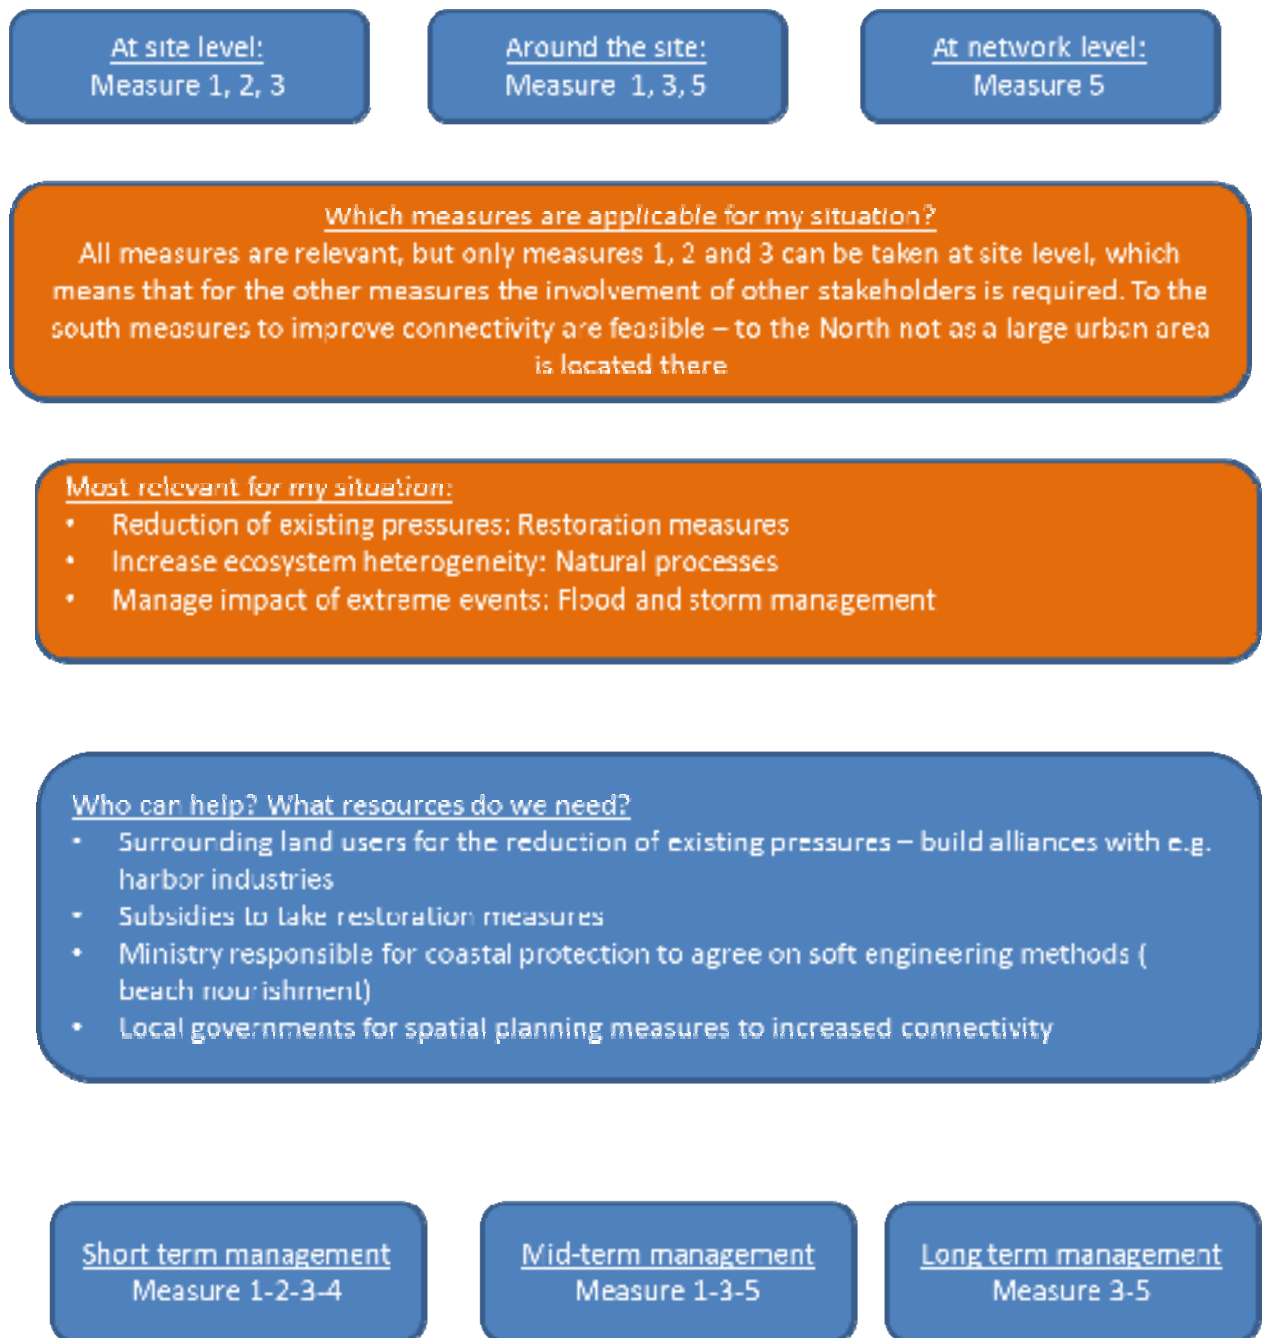 At site level:
Measure 1, 2, 3
Around the site:
Measure 1, 3, 5
At network level:
Measure 5
Which measures are applicable for my situation?
All measures are relevant, but only measures 1, 2 and 3 can be taken at site level, which
means that for the other measures the involvement of other stakeholders is required. To the
south measures to improve connectivity are feasible – to the North not as a large urban area
is located there
Most relevant for my situation:
• Reduction of existing pressures: Restoration measures
• Increase ecosystem heterogeneity: Natural processes
• Manage impact of extreme events: Flood and storm management
Who can help? What resources do we need?
• Surrounding land users for the reduction of existing pressures – build alliances with e.g.
harbor industries
• Subsidies to take restoration measures
• Ministry responsible for coastal protection to agree on soft engineering methods (
beach nourishment)
• Local governments for spatial planning measures to increased connectivity
Short term management
Measure 1-2-3-4
Mid-term management
Measure 1-3-5
Long term management
Measure 3-5